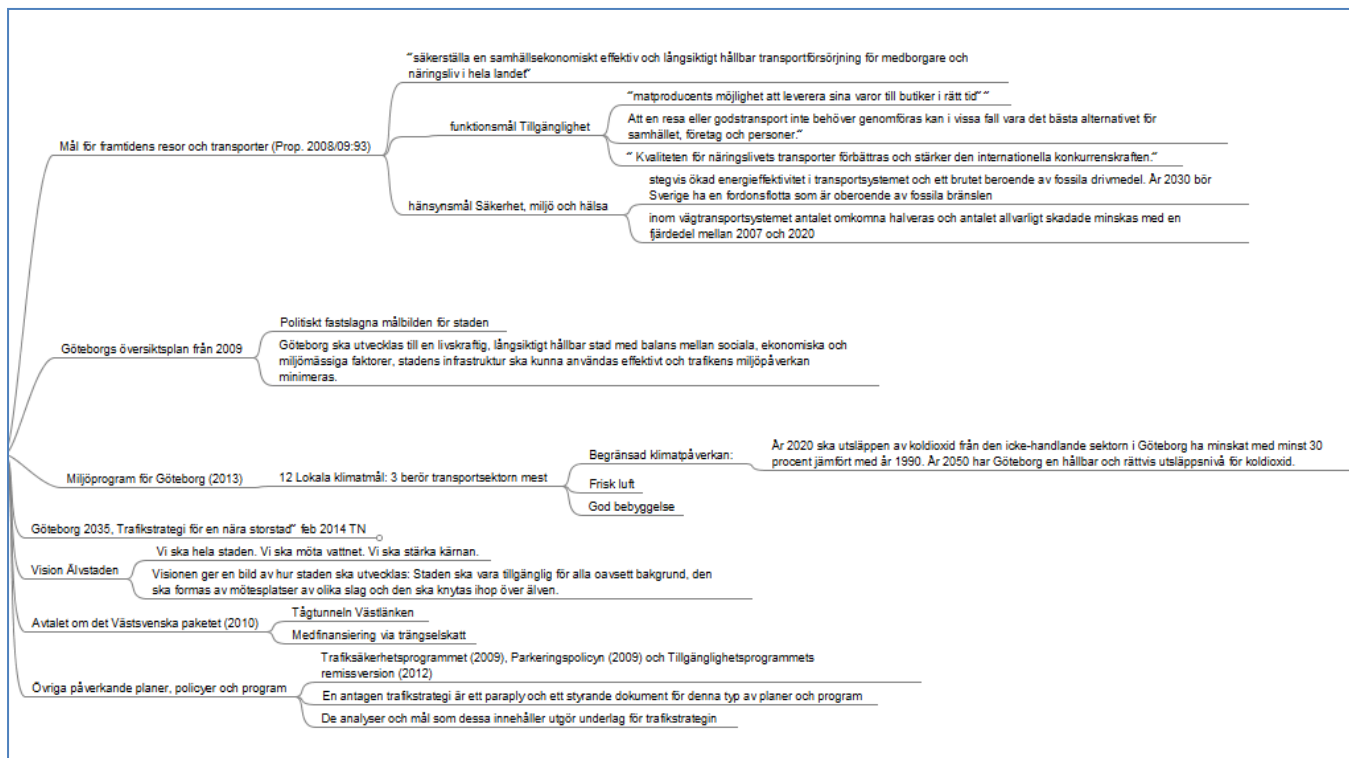 "säkerställa en samhällsekonomiskt effektiv och långsiktigt hållbar transportförsörjning för medborgare och
näringsliv i hela landet"
"matproducents möjlighet att leverera sina varor till butiker i rätt tid" "
funktionsmål Tillgänglighet
Att en resa eller godstransport inte behöver genomföras kan i vissa fall vara det bästa alternativet för
samhället, företag och personer."
Mål för framtidens resor och transporter (Prop. 2008/09:93)
" Kvaliteten för näringslivets transporter förbättras och stärker den internationella konkurrenskraften."
stegvis ökad energieffektivitet i transportsystemet och ett brutet beroende av fossila drivmedel. År 2030 bör
Sverige ha en fordonsflotta som är oberoende av fossila bränslen
hänsynsmål Säkerhet, miljö och hälsa
inom vägtransportsystemet antalet omkomna halveras och antalet allvarligt skadade minskas med en
fjärdedel mellan 2007 och 2020
Politiskt fastslagna målbilden för staden
Göteborgs översiktsplan från 2009
Göteborg ska utvecklas till en livskraftig, långsiktigt hållbar stad med balans mellan sociala, ekonomiska och
miljömässiga faktorer, stadens infrastruktur ska kunna användas effektivt och trafikens miljöpåverkan
minimeras.
År 2020 ska utsläppen av koldioxid från den icke-handlande sektorn i Göteborg ha minskat med minst 30
procent jämfört med år 1990. År 2050 har Göteborg en hållbar och rättvis utsläppsnivå för koldioxid.
Begränsad klimatpåverkan:
Miljöprogram för Göteborg (2013)
12 Lokala klimatmål: 3 berör transportsektorn mest
Frisk luft
God bebyggelse
Göteborg 2035, Trafikstrategi för en nära storstad" feb 2014 TN
Vi ska hela staden. Vi ska möta vattnet. Vi ska stärka kärnan.
Vision Älvstaden
Visionen ger en bild av hur staden ska utvecklas: Staden ska vara tillgänglig för alla oavsett bakgrund, den
ska formas av mötesplatser av olika slag och den ska knytas ihop över älven.
Tågtunneln Västlänken
Avtalet om det Västsvenska paketet (2010)
Medfinansiering via trängselskatt
Trafiksäkerhetsprogrammet (2009), Parkeringspolicyn (2009) och Tillgänglighetsprogrammets
remissversion (2012)
Övriga påverkande planer, policyer och program
En antagen trafikstrategi är ett paraply och ett styrande dokument för denna typ av planer och program
De analyser och mål som dessa innehåller utgör underlag för trafikstrategin